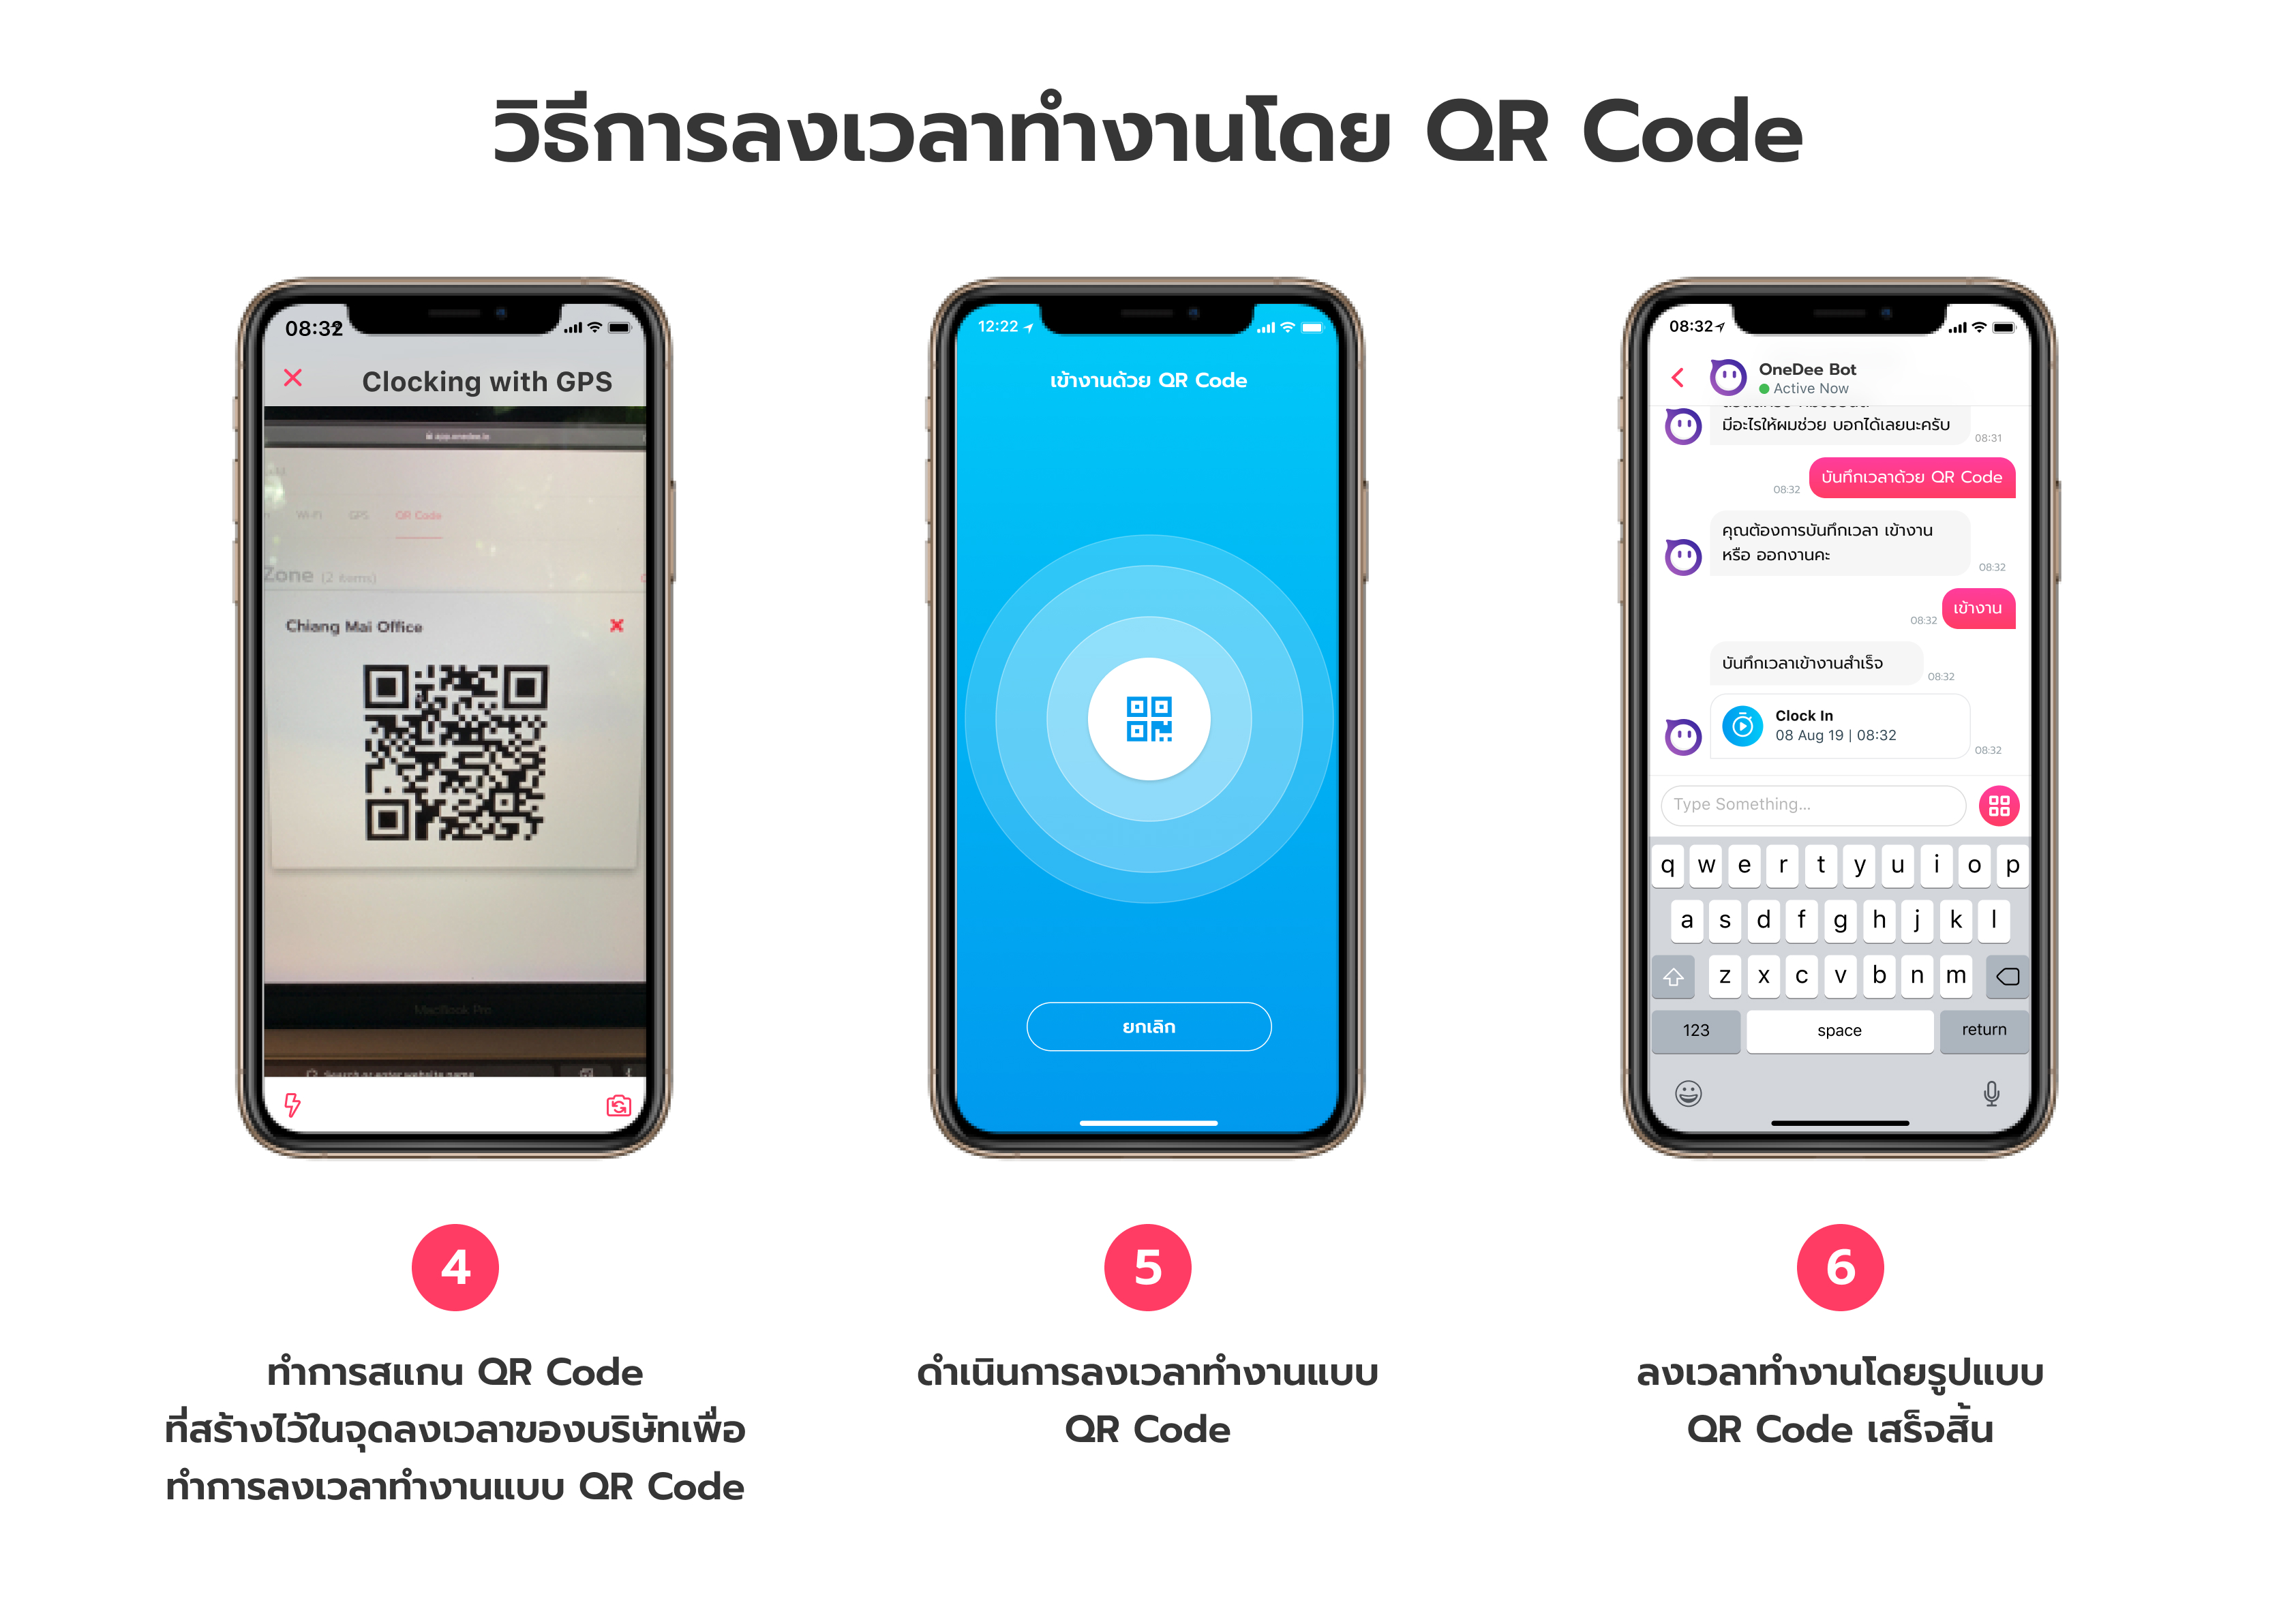 วิธีการลงเวลาทำงานโดย QR Code
08:32
Clocking with GPS
app.onedee.io
Wi-Fi GPS QR Code
Zone (2 items)
Chiang Mai Office
MacBook Pro
Search or enter website name
4
ทำการสแกน QR Code
ที่สร้างไว้ในจุดลงเวลาของบริษัทเพื่อ
ทำการลงเวลาทำงานแบบ QR Code
12:22
เข้างานด้วย QR Code
ยกเลิก
5
ดำเนินการลงเวลาทำงานแบบ
QR Code
08:32
OneDee Bot
Active Now
มีอะไรให้ผมช่วย บอกได้เลยนะครับ
08:31
บันทึกเวลาด้วย QR Code
08:32
คุณต้องการบันทึกเวลา เข้างาน
หรือ ออกงานคะ
08:32
เข้างาน
08:32
บันทึกเวลาเข้างานสำเร็จ
08:32
Clock In
08 Aug 19 | 08:32
08:32
Type Something...
q w e r t y u i o p
a s d f g h j k l
z x c v b n m
123 space return
6
ลงเวลาทำงานโดยรูปแบบ
QR Code เสร็จสิ้น